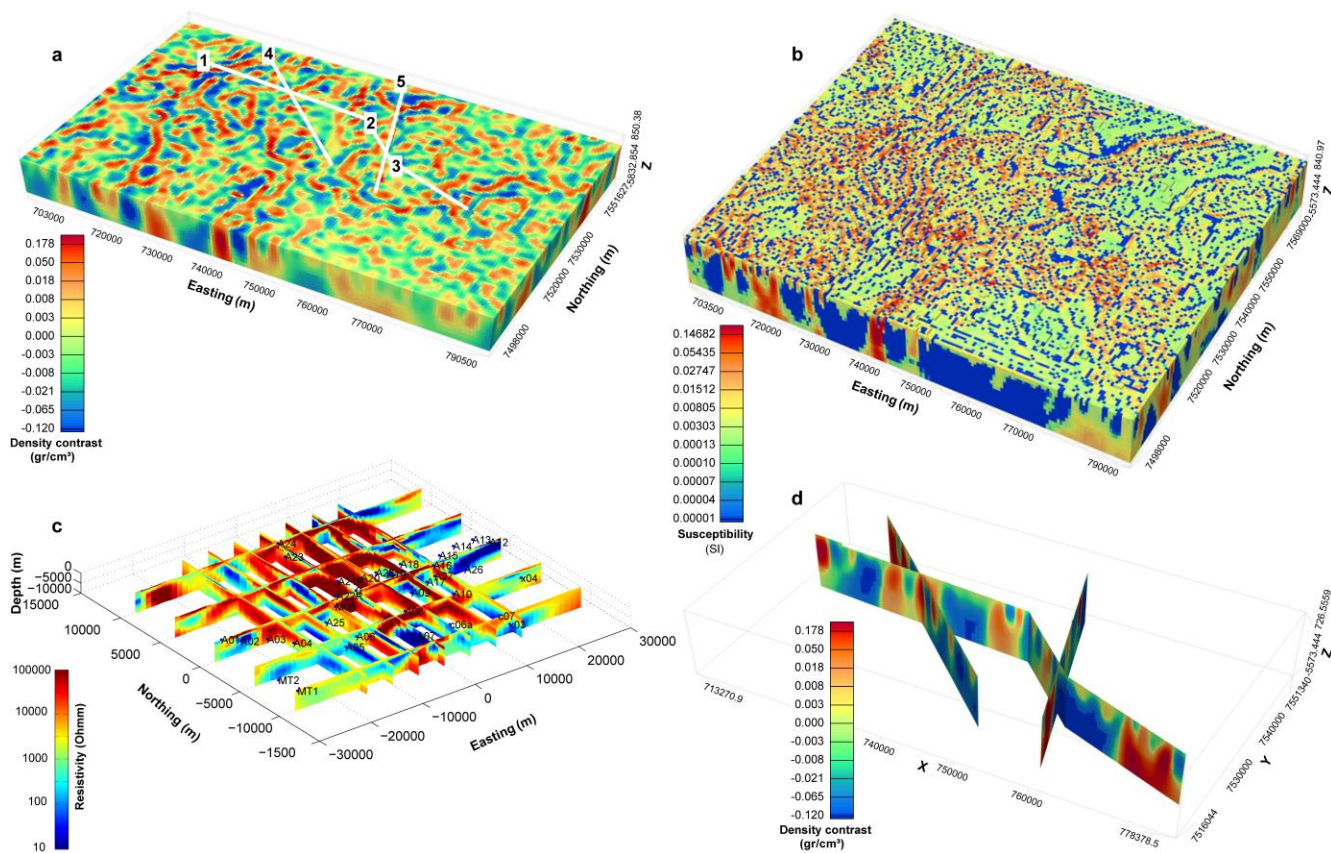 a
1
4
5
2
3
850.38
-5832.854
7551627.5
Z
7530000
7520000
7498000
Northing (m)
703000
720000
730000
740000
750000
760000
770000
790500
Easting (m)
0.178
0.050
0.018
0.008
0.003
0.000
-0.003
-0.008
-0.021
-0.065
-0.120
Density contrast
(gr/cm³)
b
840.97
-5573.444
Z
7569000
7550000
7540000
7530000
7520000
7498000
Northing (m)
703500
720000
730000
740000
750000
760000
770000
790000
Easting (m)
0.14682
0.05435
0.02747
0.01512
0.00805
0.00303
0.00013
0.00010
0.00007
0.00004
0.00001
Susceptibility
(SI)
c
Depth (m)
0
−5000
−10000
15000
10000
5000
0
−5000
−10000
−1500
Northing (m)
−30000
−20000
−10000
0
10000
20000
30000
Easting (m)
A24
A23
A13
A12
A14
A15
A16
A18
A26
A17
x04
A09
A10
A25
c06a
c07
x03
A01
A02
A03
A04
A06
A05
A07
MT2
MT1
100000
10000
1000
100
10
Resistivity (Ohmm)
d
726.5559
-5573.444
Z
7551340
7540000
7530000
7516044
Y
713270.9
740000
750000
760000
778378.5
X
0.178
0.050
0.018
0.008
0.003
0.000
-0.003
-0.008
-0.021
-0.065
-0.120
Density contrast
(gr/cm³)